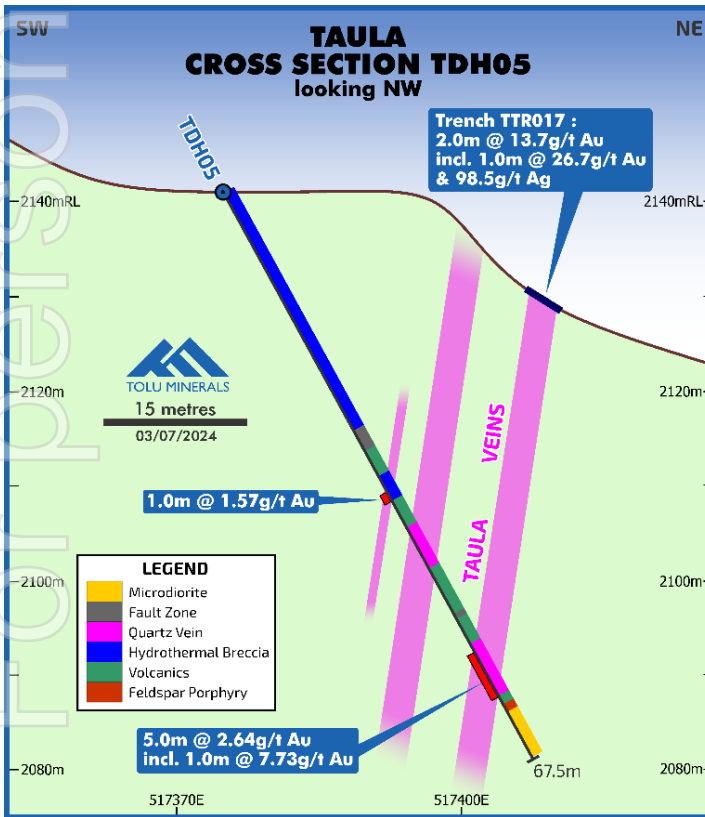 For person
SW
NE
TAULA
CROSS SECTION TDH05
looking NW
TDH05
Trench TTR017 :
2.0m @ 13.7g/t Au
incl. 1.0m @ 26.7g/t Au
& 98.5g/t Ag
2140mRL
2140mRL
TOLU MINERALS
15 metres
03/07/2024
2120m
2120m
VEINS
TAULA
1.0m @ 1.57g/t Au
2100m
2100m
LEGEND
Microdiorite
Fault Zone
Quartz Vein
Hydrothermal Breccia
Volcanics
Feldspar Porphyry
5.0m @ 2.64g/t Au
incl. 1.0m @ 7.73g/t Au
67.5m
2080m
2080m
517370E
517400E